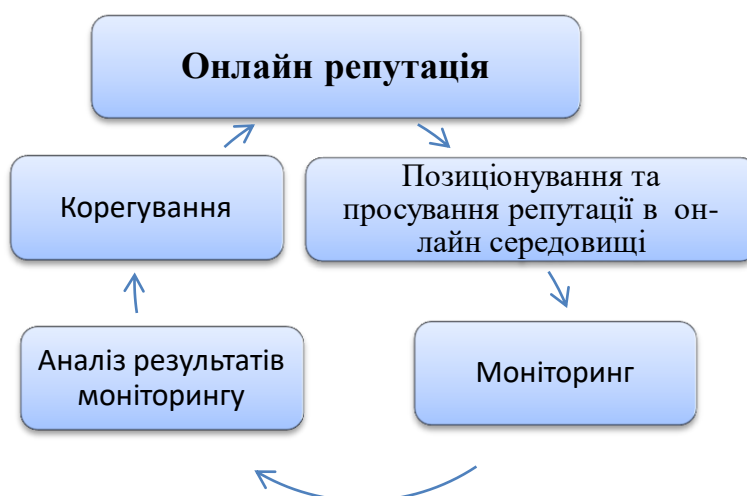 Онлайн репутація
Корегування
Позиціонування та
просування репутації в он-
лайн середовищі
Аналіз результатів
моніторингу
Моніторинг